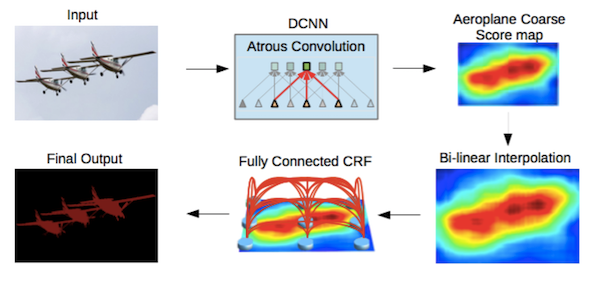 Input
DCNN
Atrous Convolution
Aeroplane Coarse
Score map
Final Output
Fully Connected CRF
Bi-linear Interpolation